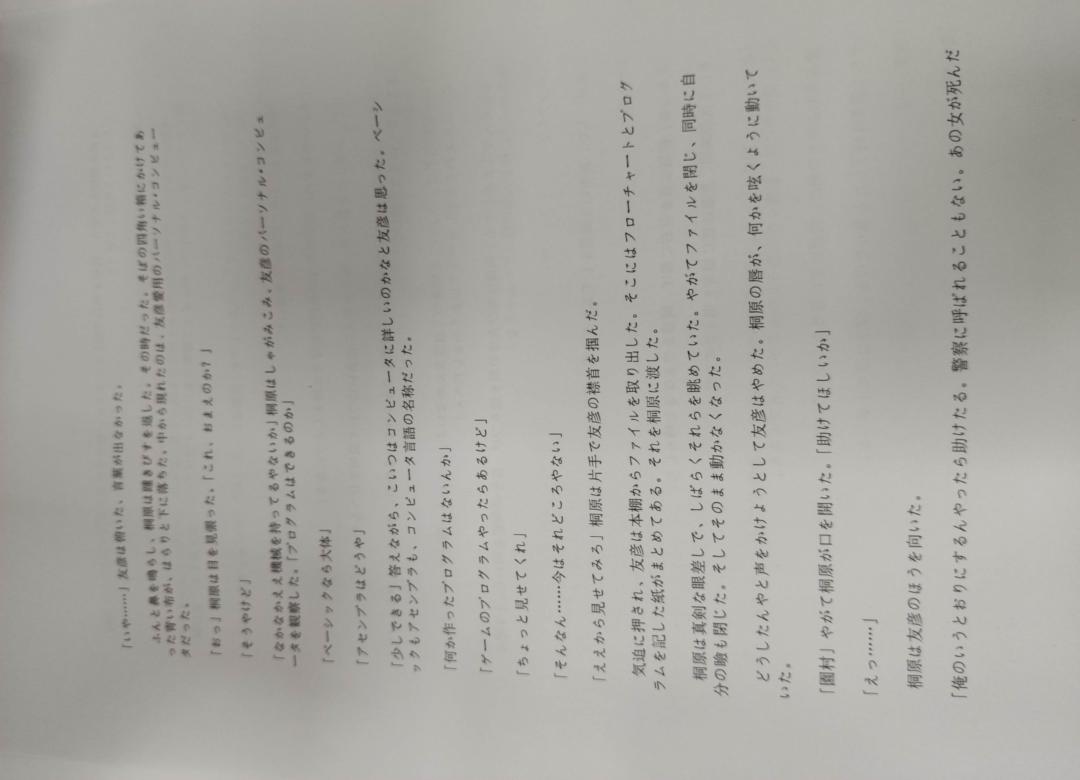 「いや……」友彦は俯いた、言葉が出なかった。
ふんと鼻を鳴らし、桐原は踵きびすを返した。その時だった。そばの四角い箱にかけてあ
った青い布が、はらりと下に落ちた。中から現れたのは、友彦愛用のパーソナル・コンピュー
タだった。
「おっ」桐原は目を見張った。「これ、おまえのか？」
「そうやけど」
「なかなかええ機械を持ってるやないか」桐原はしゃがみこみ、友彦のパーソナル・コンピュ
ータを観察した。「プログラムはできるのか」
「ベーシックなら大体」
「アセンブラはどうや」
「少しできる」答えながら、こいつはコンピュータに詳しいのかなと友彦は思った。ベーシ
ックもアセンブラも、コンピュータ言語の名称だった。
「何か作ったプログラムはないんか」
「ゲームのプログラムやったらあるけど」
「ちょっと見せてくれ」
「そんなん……今はそれどころやない」
「ええから見せてみろ」桐原は片手で友彦の襟首を掴んだ。
気迫に押され、友彦は本棚からファイルを取り出した。そこにはフローチャートとプログ
ラムを記した紙がまとめてある。それを桐原に渡した。
桐原は真剣な眼差しで、しばらくそれらを眺めていた。やがてファイルを閉じ、同時に自
分の瞼も閉じた。そしてそのまま動かなくなった。
どうしたんやと声をかけようとして友彦はやめた。桐原の唇が、何かを呟くように動いて
いた。
「園村」やがて桐原が口を開いた。「助けてほしいか」
「えっ……」
桐原は友彦のほうを向いた。
「俺のいうとおりにするんやったら助けたる。警察に呼ばれることもない。あの女が死んだ